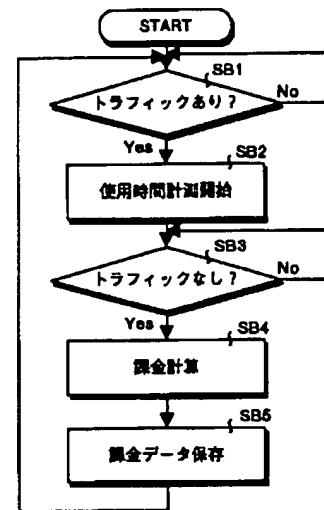 START
SB1
トラフィックあり？
No
Yes
SB2
使用時間計測開始
SB3
トラフィックなし？
No
Yes
SB4
課金計算
SB5
課金データ保存